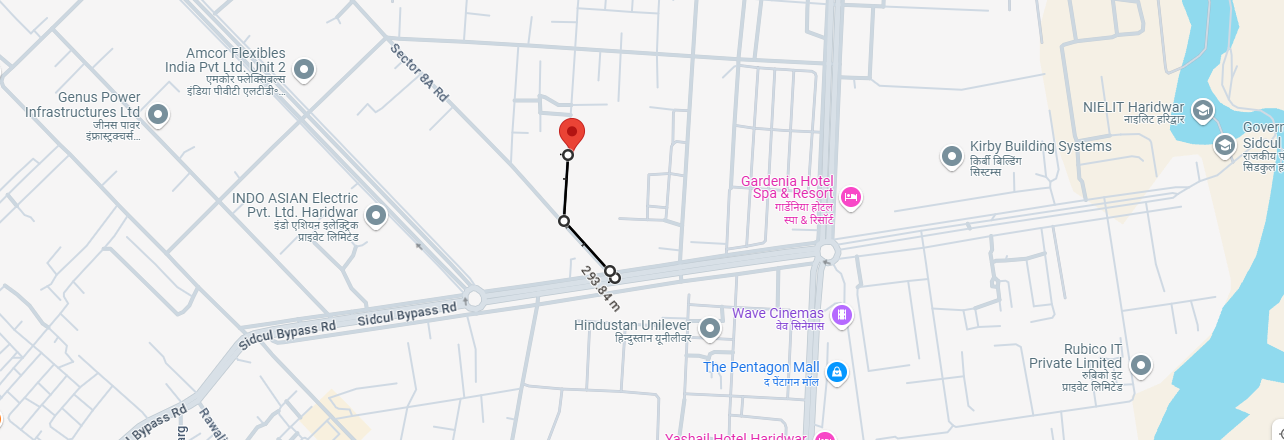 Amcor Flexibles
India Pvt Ltd. Unit 2
एमकोर फ्लेक्सिबल्स
इंडिया पीवीटी एलटीडी॰...
Genus Power
Infrastructures Ltd
जीनस पावर
इंफ्रास्ट्रक्चर्स...
Sector 8A Rd
INDO ASIAN Electric
Pvt. Ltd. Haridwar
इंडो एशियन इलेक्ट्रिक
प्राइवेट लिमिटेड
NIELIT Haridwar
नाइलिट हरिद्वार
Govern
Sidcul
राजकीय प
सिडकुल ह
Kirby Building Systems
किर्बी बिल्डिंग
सिस्टम्स
Gardenia Hotel
Spa & Resort
गार्डेनिया होटल
स्पा & रिसॉर्ट
293.84 m
Sidcul Bypass Rd
Sidcul Bypass Rd
Hindustan Unilever
हिन्दुस्तान यूनीलीवर
Wave Cinemas
वेव सिनेमास
The Pentagon Mall
द पेंटागन मॉल
Rubico IT
Private Limited
रुबिको इट
प्राइवेट लिमिटेड
Bypass Rd
Rawal
Yashail Hotel Haridwar